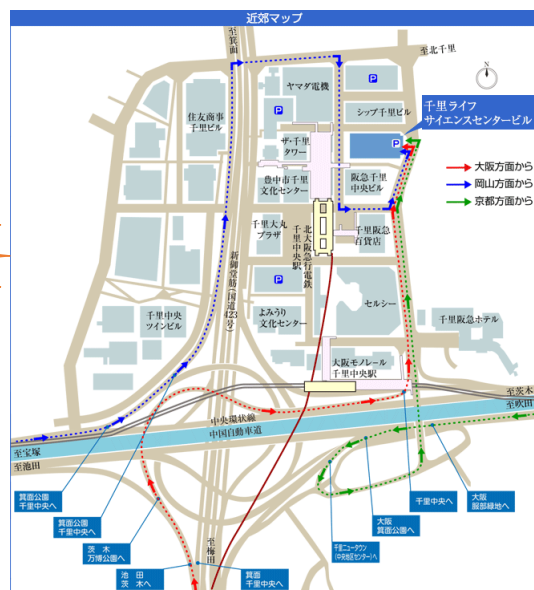 近郊マップ
至箕面
至北千里
N
P
ヤマダ電機
P
住友商事
千里ビル
シップ千里ビル
千里ライフ
サイエンスセンタービル
P
ザ・千里
タワー
大阪方面から
岡山方面から
京都方面から
豊中市千里
文化センター
阪急千里
中央ビル
千里大丸
プラザ
北大阪急行電鉄
千里中央駅
千里阪急
百貨店
新御堂筋(国道423号)
P
セルシー
千里中央
ツインビル
よみうり
文化センター
千里阪急ホテル
大阪モノレール
千里中央駅
至茨木
至吹田
中央環状線
中国自動車道
至宝塚
至池田
箕面公園
千里中央へ
箕面公園
千里中央へ
茨木
万博公園へ
池田
茨木へ
至梅田
箕面
千里中央へ
千里ニュータウン
(中央地区センター)へ
大阪
箕面公園へ
千里中央へ
大阪
服部緑地へ